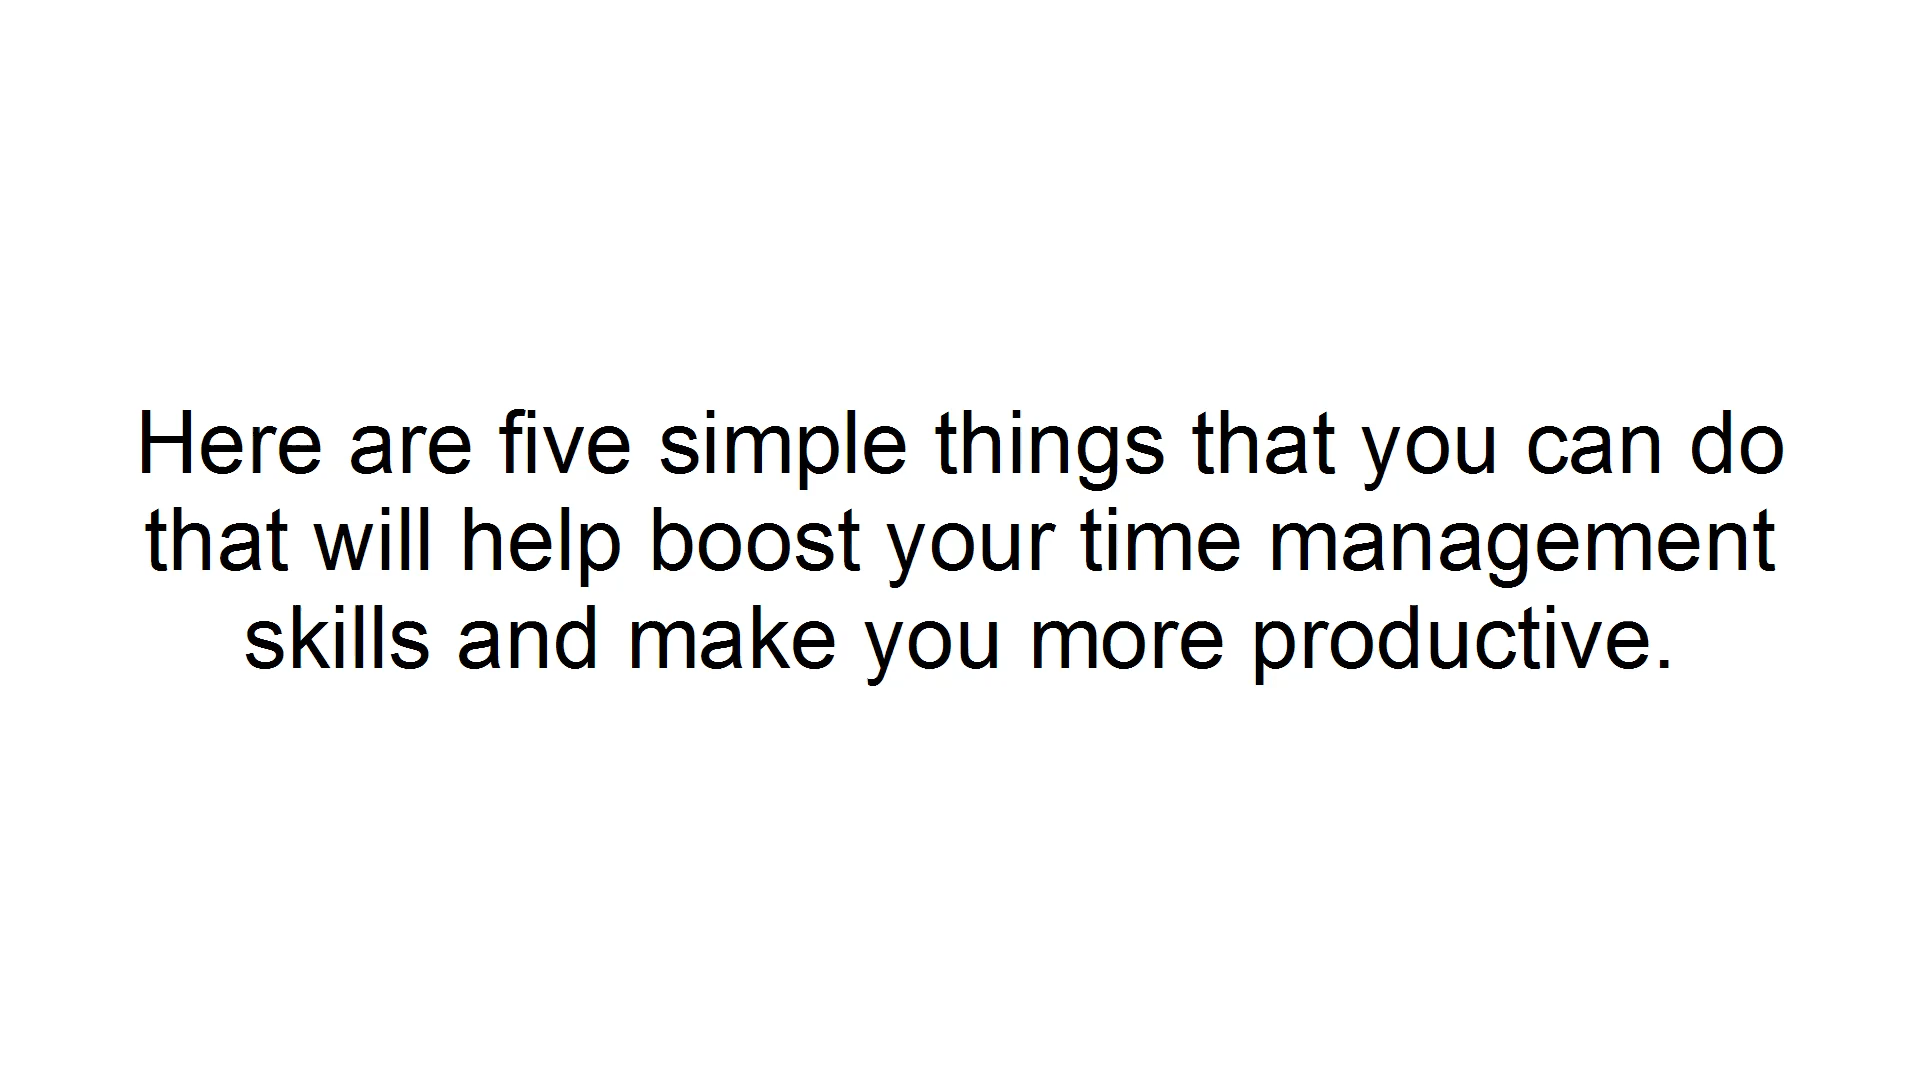 Here are five simple things that you can do
that will help boost your time management
skills and make you more productive.